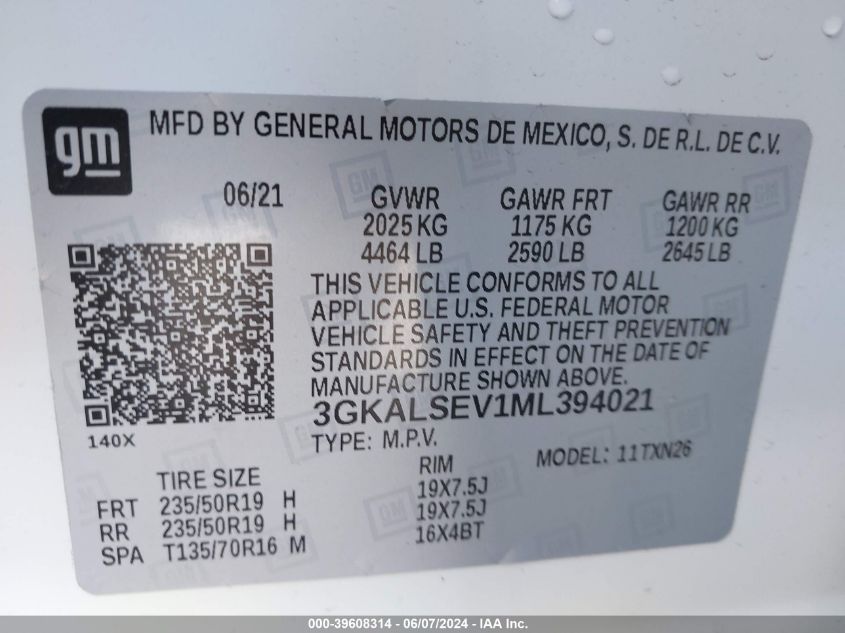 gm
MFD BY GENERAL MOTORS DE MEXICO, S. DE R.L. DE C.V.
06/21 GVWR GAWR FRT GAWR RR
2025 KG 1175 KG 1200 KG
4464 LB 2590 LB 2645 LB
THIS VEHICLE CONFORMS TO ALL
APPLICABLE U.S. FEDERAL MOTOR
VEHICLE SAFETY AND THEFT PREVENTION
STANDARDS IN EFFECT ON THE DATE OF
MANUFACTURE SHOWN ABOVE.
3GKALSEV1ML394021
140X
TYPE: M.P.V. MODEL: 11TXN26
TIRE SIZE RIM
FRT 235/50R19 H 19X7.5J
RR 235/50R19 H 19X7.5J
SPA T135/70R16 M 16X4BT
000-39608314 - 06/07/2024 - IAA Inc.